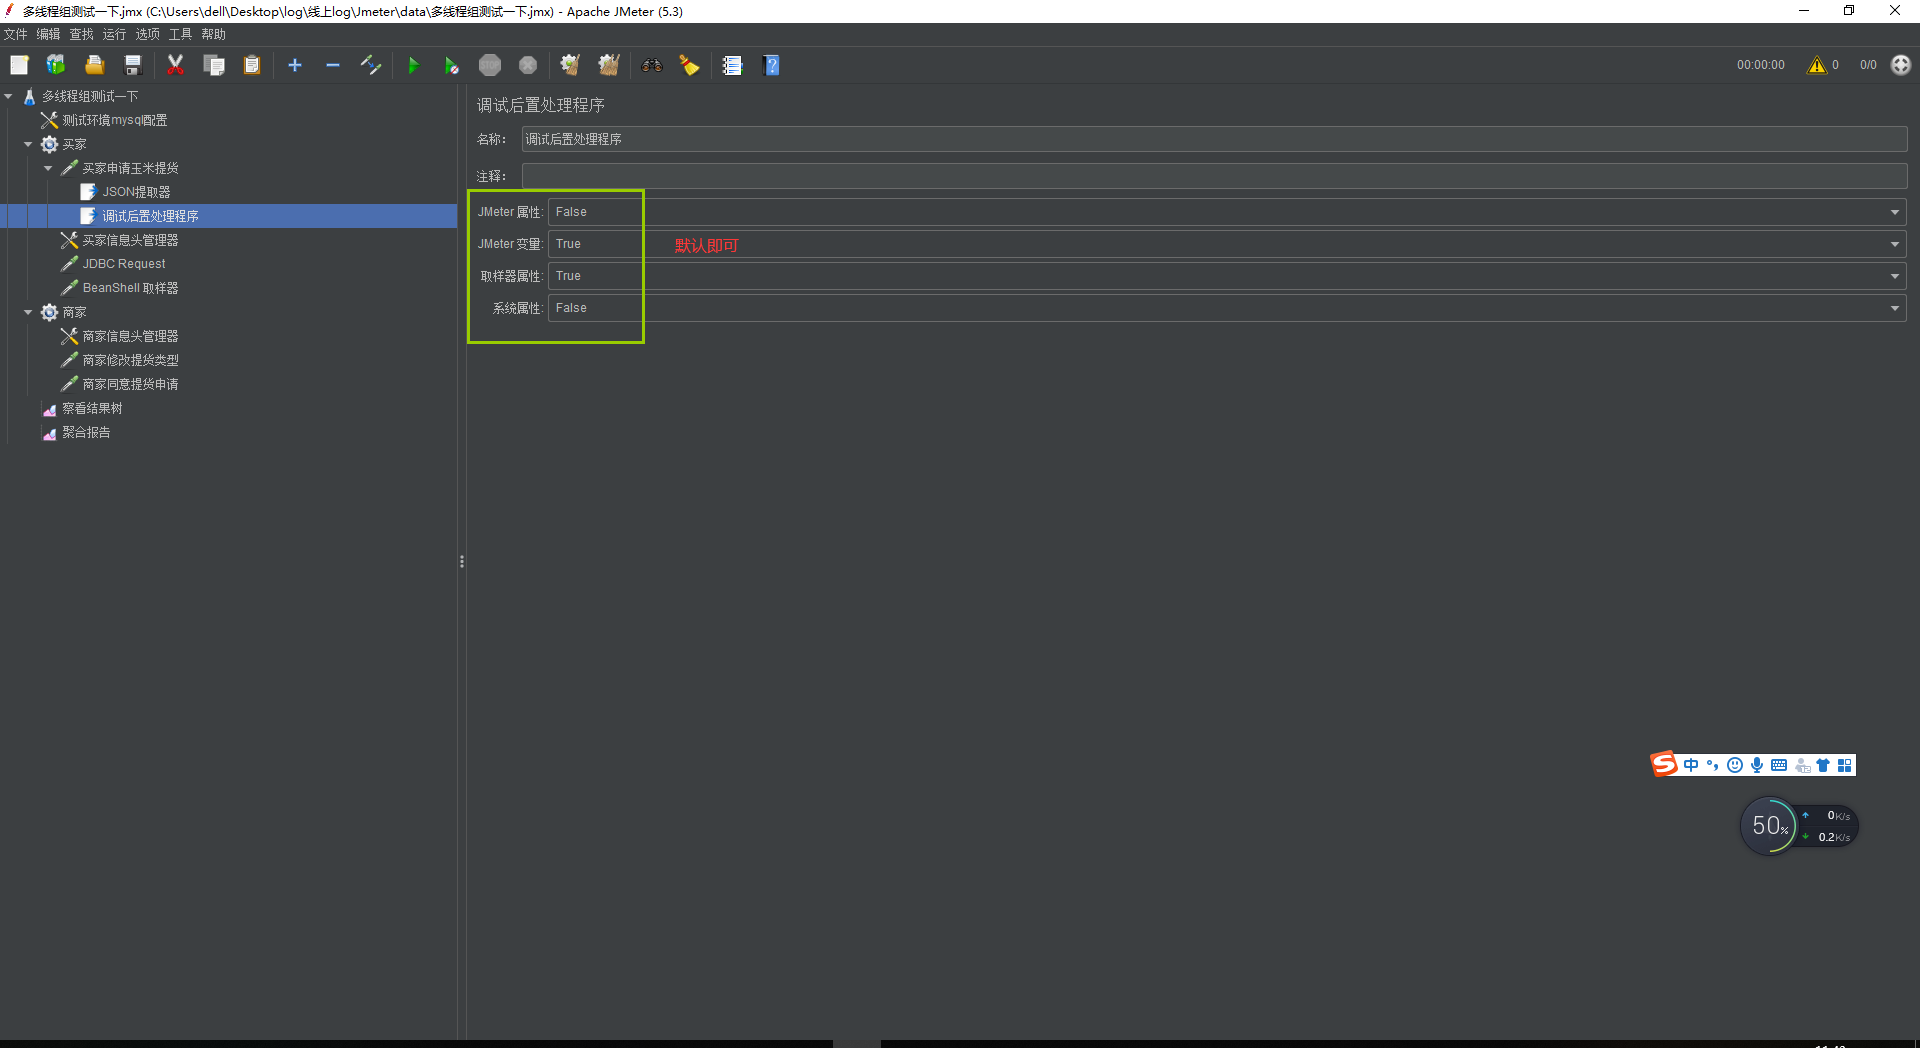 多线程组测试一下.jmx (C:\Users\dell\Desktop\log\线上log\Jmeter\data\多线程组测试一下.jmx) - Apache JMeter (5.3)
文件 编辑 查找 运行 选项 工具 帮助
00:00:00 0 0/0
多线程组测试一下
测试环境mysql配置
买家
买家申请玉米提货
JSON提取器
调试后置处理程序
买家信息头管理器
JDBC Request
BeanShell 取样器
商家
商家信息头管理器
商家修改提货类型
商家同意提货申请
察看结果树
聚合报告
调试后置处理程序
名称： 调试后置处理程序
注释：
JMeter 属性: False
JMeter 变量: True 默认即可
取样器属性: True
系统属性: False
S 中
50% 0K/s
0.2K/s